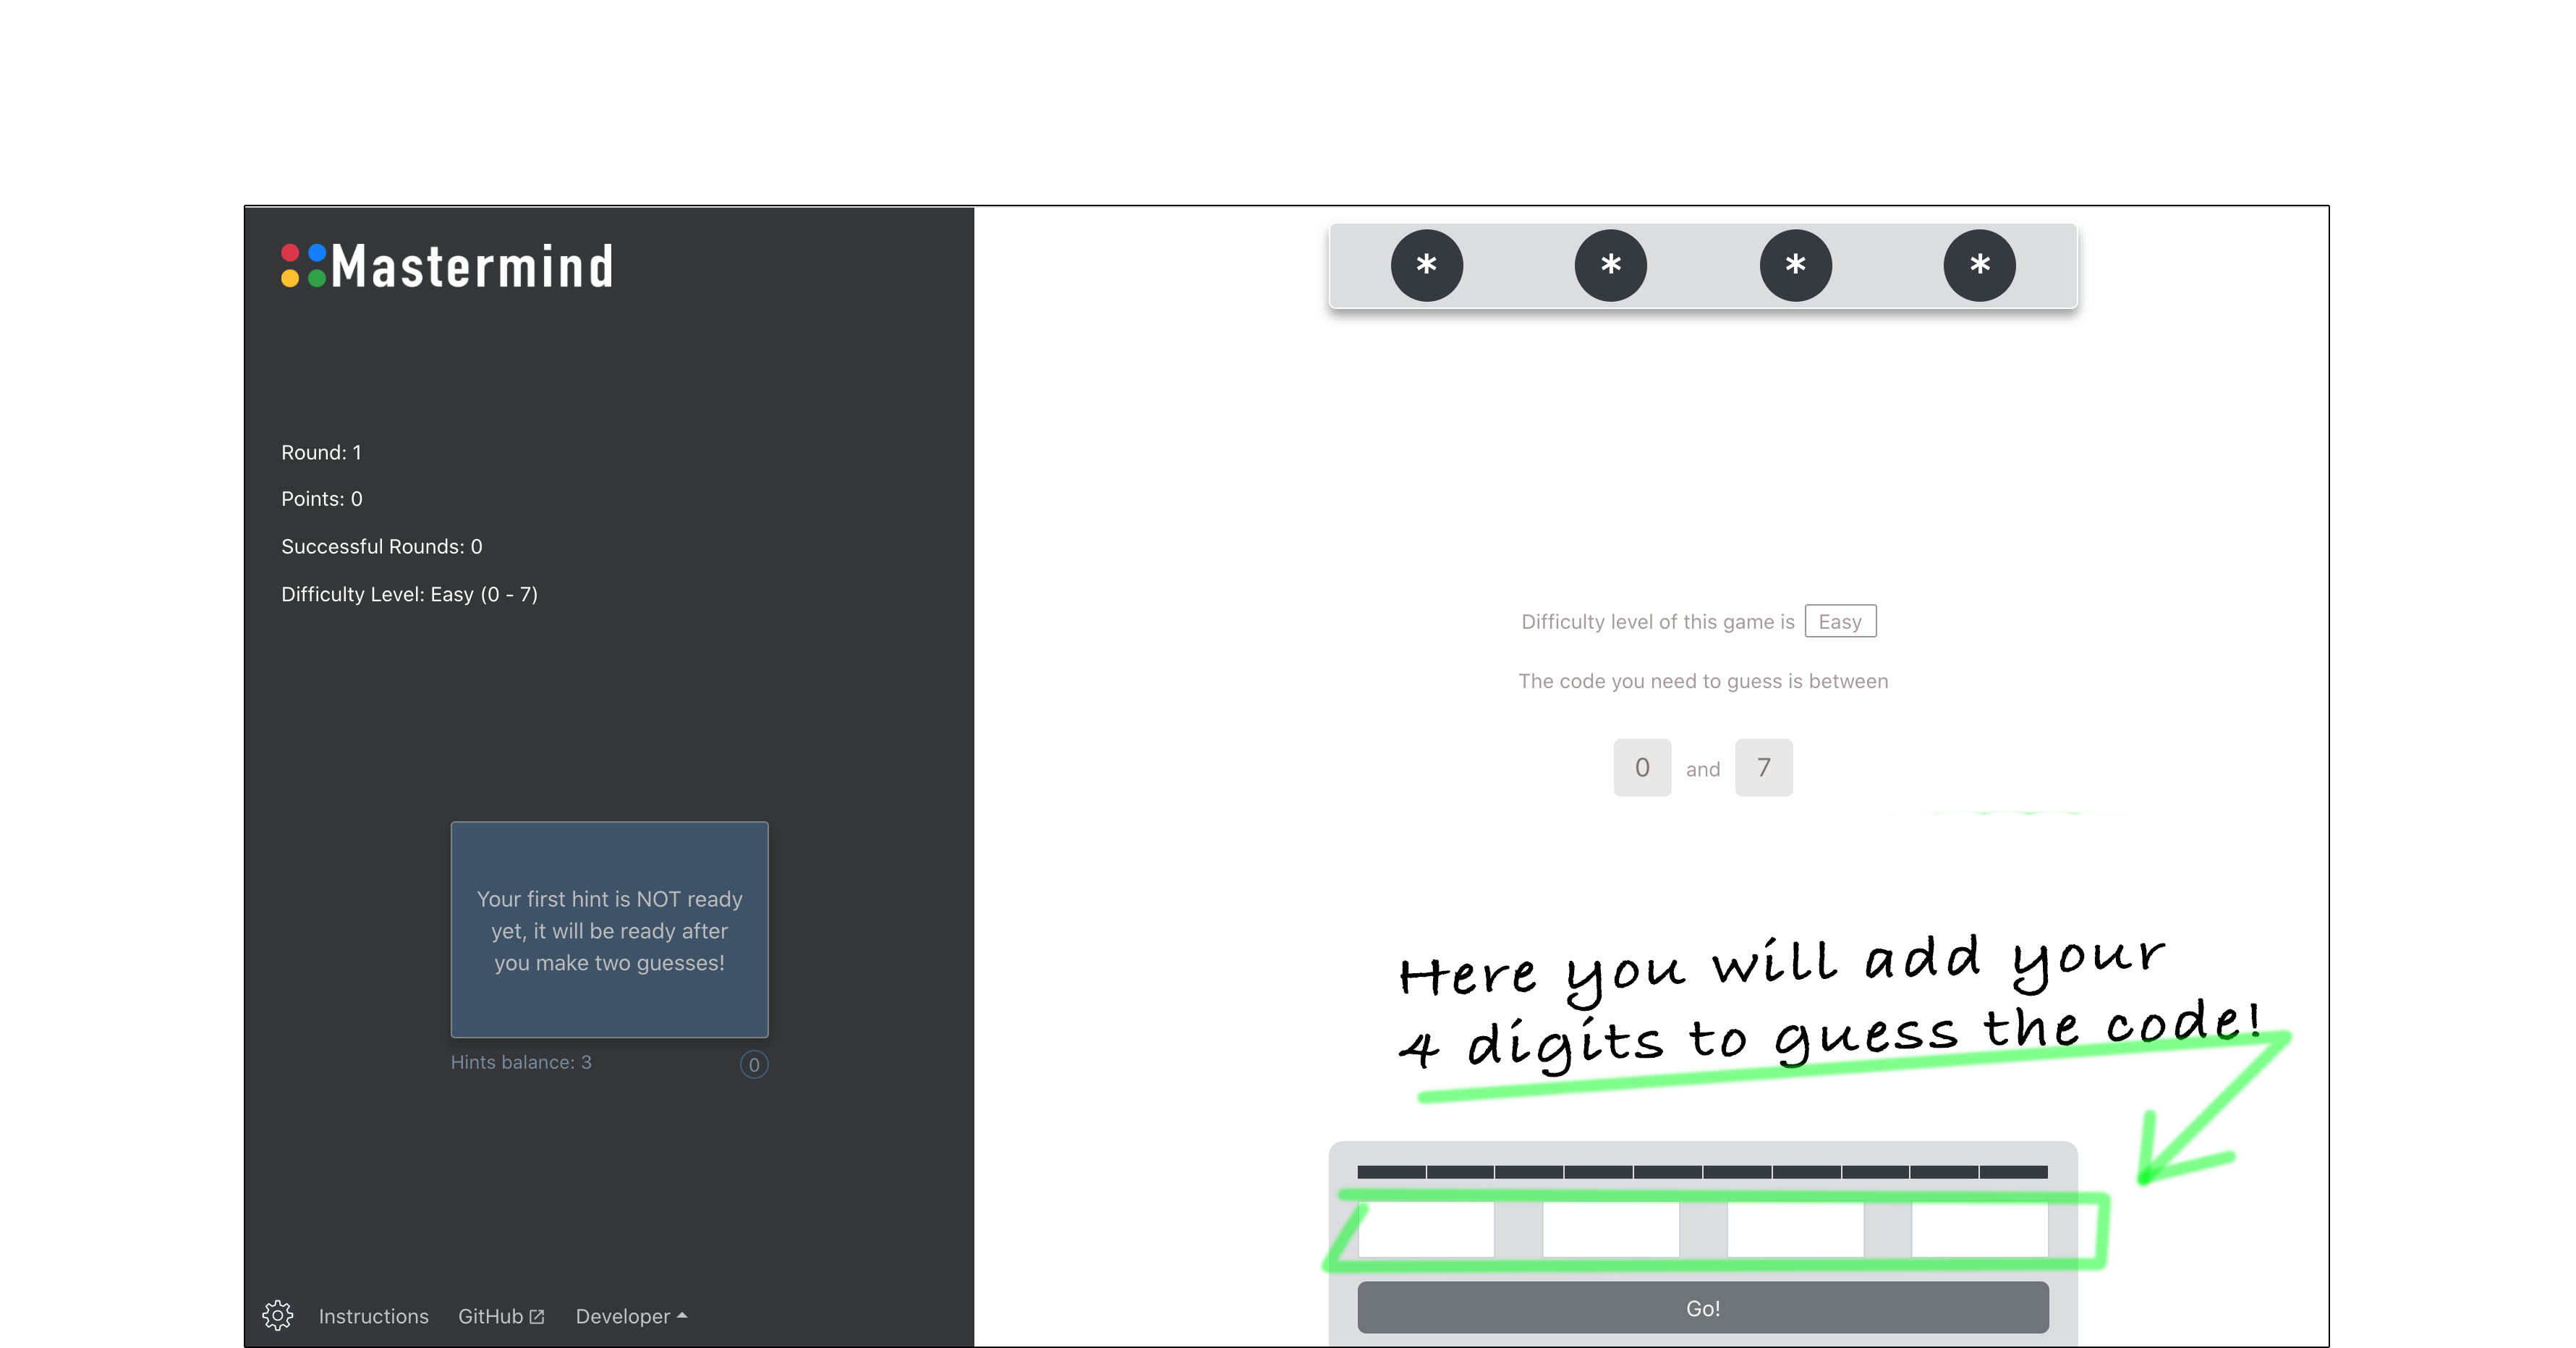 Mastermind
Round: 1
Points: 0
Successful Rounds: 0
Difficulty Level: Easy (0 - 7)
Your first hint is NOT ready
yet, it will be ready after
you make two guesses!
Hints balance: 3
0
Instructions
GitHub
Developer
* * * *
Difficulty level of this game is Easy
The code you need to guess is between
0 and 7
Here you will add your
4 digits to guess the code!
Go!